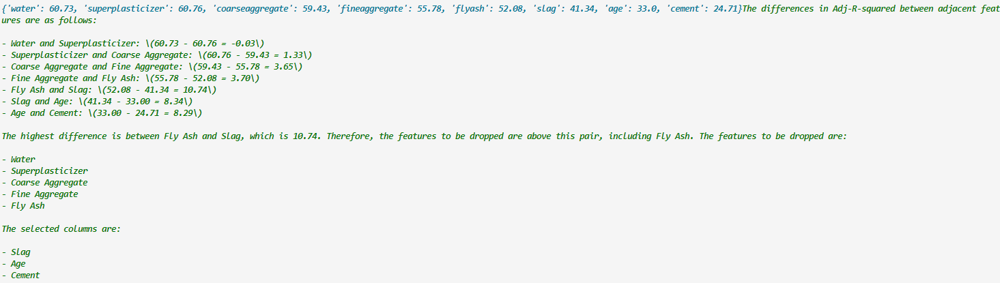 {'water': 60.73, 'superplasticizer': 60.76, 'coarseaggregate': 59.43, 'fineaggregate': 55.78, 'flyash': 52.08, 'slag': 41.34, 'age': 33.0, 'cement': 24.71}The differences in Adj-R-squared between adjacent feat
ures are as follows:
- Water and Superplasticizer: \(60.73 - 60.76 = -0.03\)
- Superplasticizer and Coarse Aggregate: \(60.76 - 59.43 = 1.33\)
- Coarse Aggregate and Fine Aggregate: \(59.43 - 55.78 = 3.65\)
- Fine Aggregate and Fly Ash: \(55.78 - 52.08 = 3.70\)
- Fly Ash and Slag: \(52.08 - 41.34 = 10.74\)
- Slag and Age: \(41.34 - 33.00 = 8.34\)
- Age and Cement: \(33.00 - 24.71 = 8.29\)
The highest difference is between Fly Ash and Slag, which is 10.74. Therefore, the features to be dropped are above this pair, including Fly Ash. The features to be dropped are:
- Water
- Superplasticizer
- Coarse Aggregate
- Fine Aggregate
- Fly Ash
The selected columns are:
- Slag
- Age
- Cement